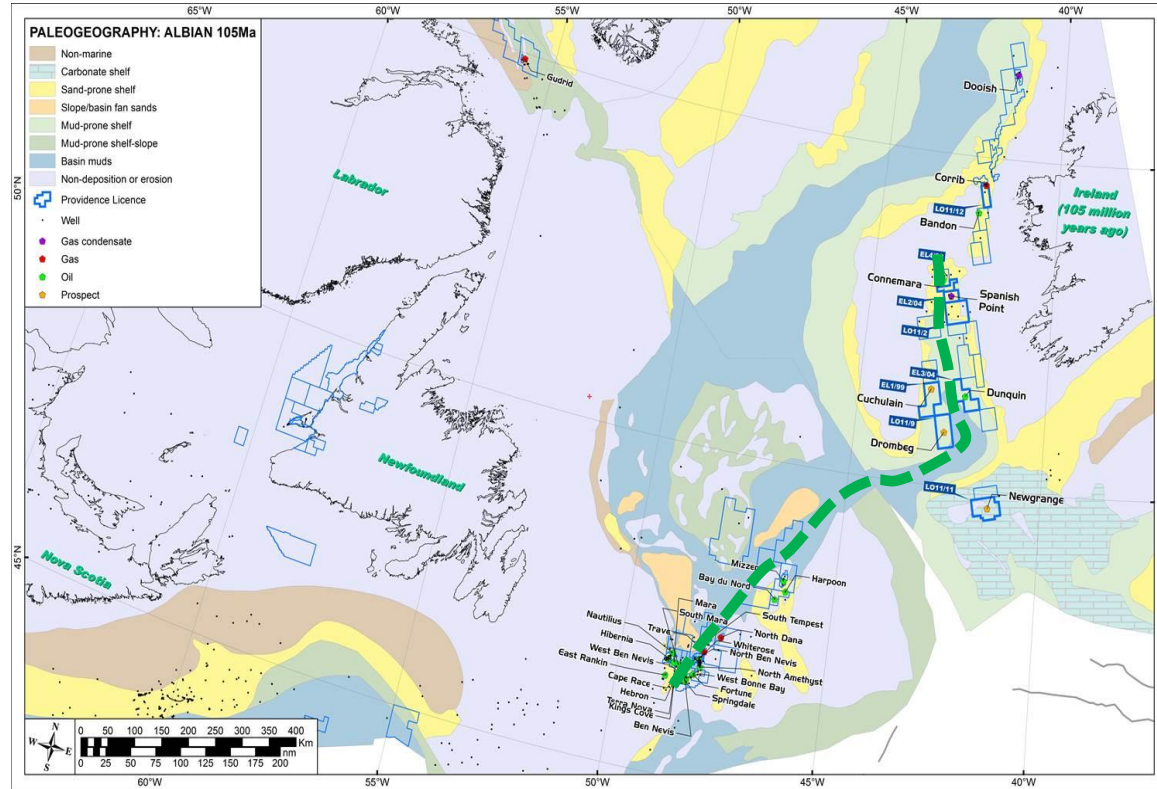 65°W
60°W
55°W
50°W
45°W
40°W
PALEOGEOGRAPHY: ALBIAN 105Ma
Non-marine
Carbonate shelf
Sand-prone shelf
Slope/basin fan sands
Mud-prone shelf
Mud-prone shelf-slope
Basin muds
Non-deposition or erosion
Providence Licence
Well
Gas condensate
Gas
Oil
Prospect
Gudrid
Dooish
Labrador
50°N
Corrib
LO11/12
Bandon
Ireland
(105 million
years ago)
Connemara
EL2/04
Spanish
Point
LO11/2
EL3/04
EL1/99
Dunquin
Cuchulain
LO11/9
Drombeg
Newfoundland
LO11/11
Newgrange
45°N
Nova Scotia
Mizzen
Harpoon
Bay du Nord
Mara
South Mara
South Tempest
Nautilius
Trave
North Dana
Hibernia
Whiterose
West Ben Nevis
North Ben Nevis
East Rankin
North Amethyst
Cape Race
West Bonne Bay
Hebron
Fortune
Terra Nova
Springdale
Kings Cove
Ben Nevis
N
W E
S
0 50 100 150 200 250 300 350 400
Km
nm
0 25 50 75 100 125 150 175 200
60°W
55°W
50°W
45°W
40°W